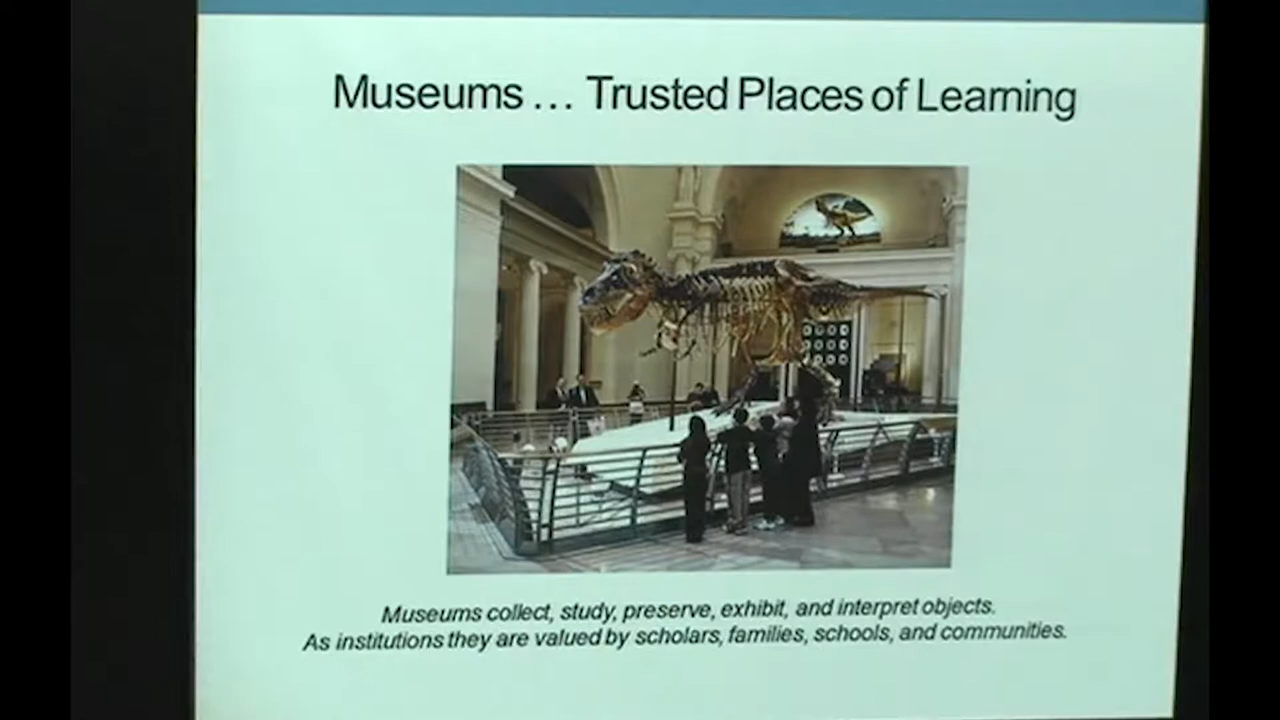 Museums ... Trusted Places of Learning
Museums collect, study, preserve, exhibit, and interpret objects.
As institutions they are valued by scholars, families, schools, and communities.